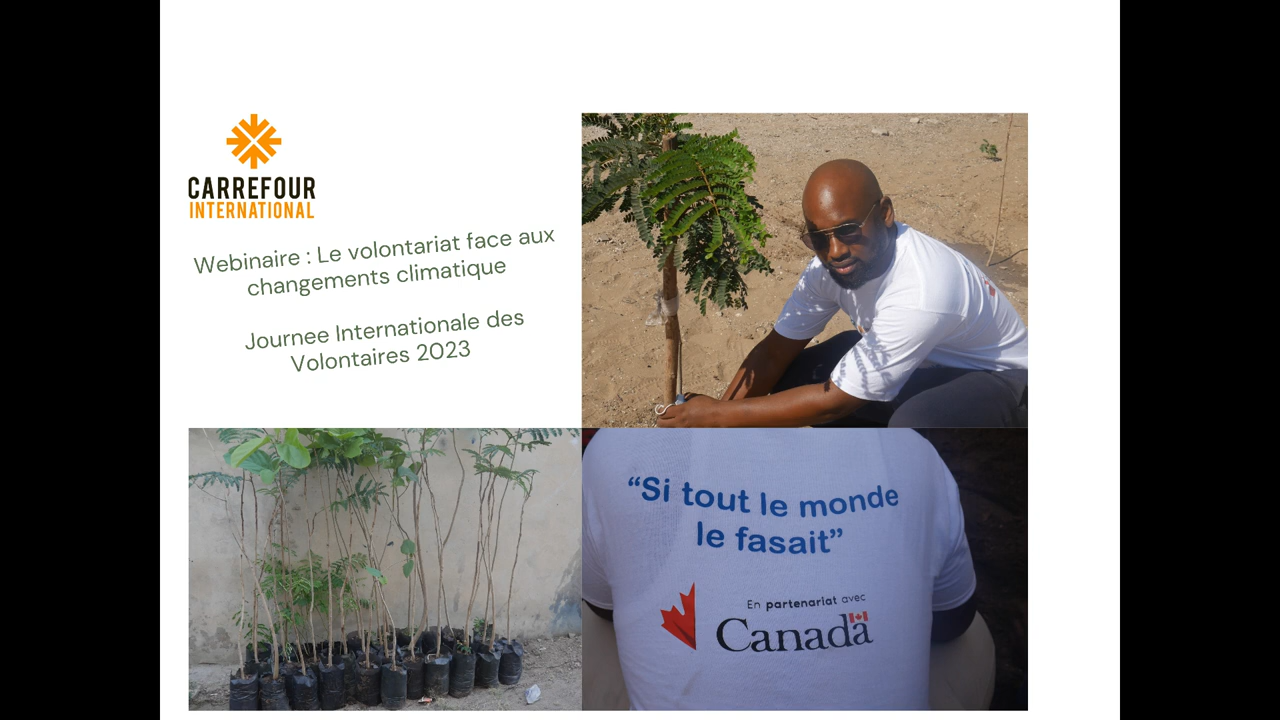 CARREFOUR
INTERNATIONAL
Webinaire : Le volontariat face aux
changements climatique
Journee Internationale des
Volontaires 2023
“Si tout le monde
le fasait”
En partenariat avec
Canada